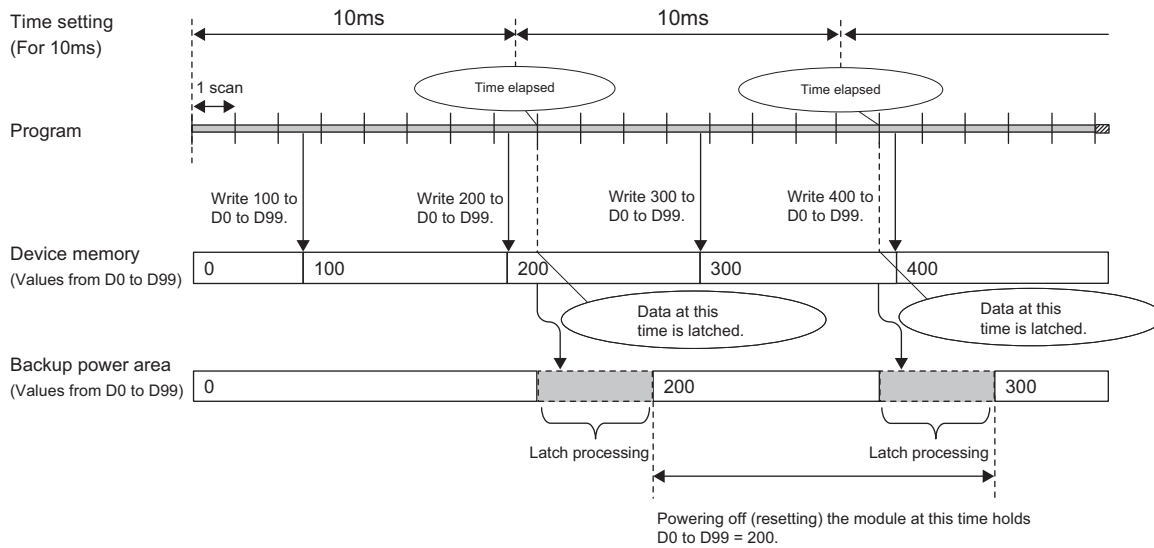 Time setting
(For 10ms)
10ms
10ms
Time elapsed
Time elapsed
1 scan
Program
Write 100 to
D0 to D99.
Write 200 to
D0 to D99.
Write 300 to
D0 to D99.
Write 400 to
D0 to D99.
Device memory
(Values from D0 to D99)
0
100
200
300
400
Data at this
time is latched.
Data at this
time is latched.
Backup power area
(Values from D0 to D99)
0
200
300
Latch processing
Latch processing
Powering off (resetting) the module at this time holds
D0 to D99 = 200.